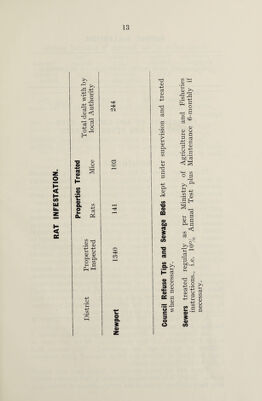 13
RAT INFESTATION.
Properties Treated
District Properties Inspected Rats Mice Total dealt with by local Authority
Newport 1340 141 103 244
Council Refuse Tips and Sewage Beds kept under supervision and treated
when necessary.
Sewers treated regularly as per Ministry of Agriculture and Fisheries
instructions. i.e. 10% Annual Test plus Maintenance 6-monthly if
necessary.